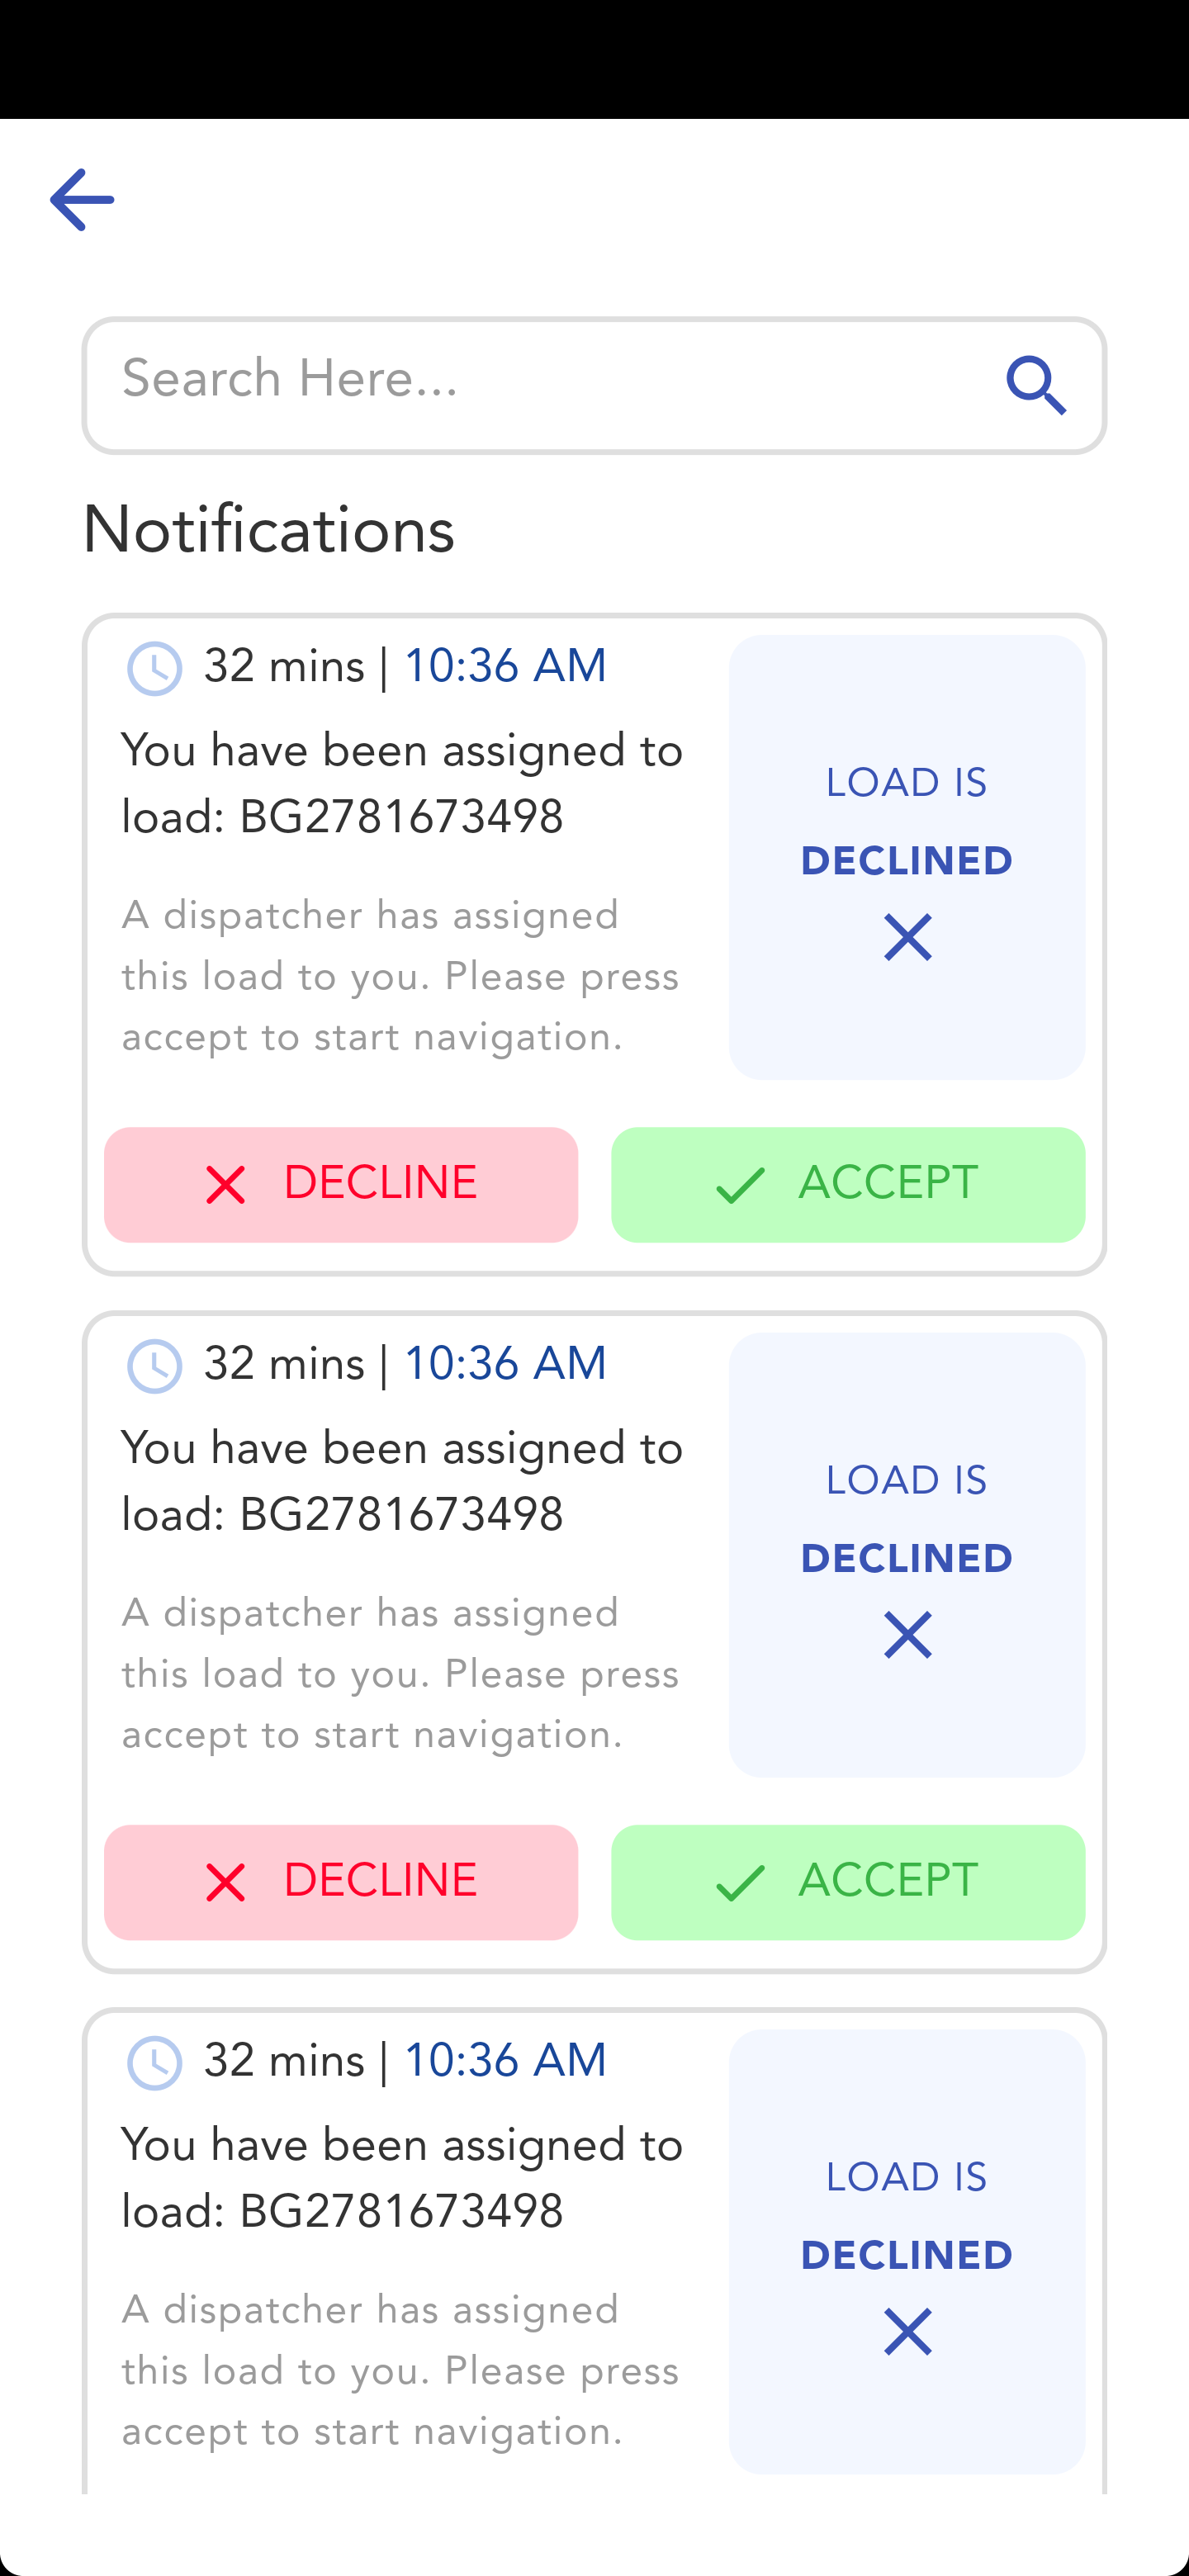 Search Here...
Notifications
32 mins | 10:36 AM
You have been assigned to
load: BG2781673498
A dispatcher has assigned
this load to you. Please press
accept to start navigation.
LOAD IS
DECLINED
DECLINE
ACCEPT
32 mins | 10:36 AM
You have been assigned to
load: BG2781673498
A dispatcher has assigned
this load to you. Please press
accept to start navigation.
LOAD IS
DECLINED
DECLINE
ACCEPT
32 mins | 10:36 AM
You have been assigned to
load: BG2781673498
A dispatcher has assigned
this load to you. Please press
accept to start navigation.
LOAD IS
DECLINED